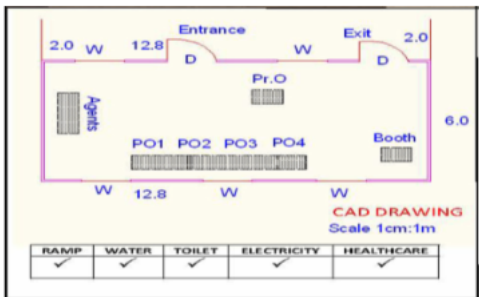 Entrance
Exit
2.0 W 12.8 W 2.0
D D
Pr.O
Agents
6.0
PO1 PO2 PO3 PO4
Booth
W 12.8 W W
CAD DRAWING
Scale 1cm:1m
RAMP WATER TOILET ELECTRICITY HEALTHCARE
✓ ✓ ✓ ✓ ✓